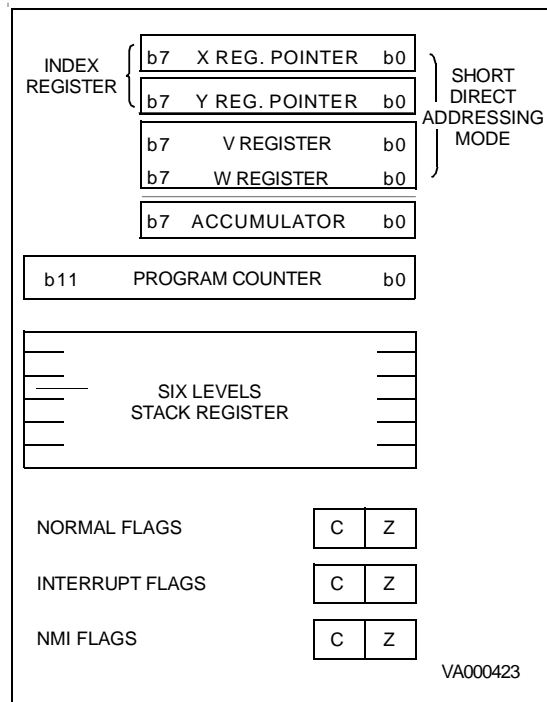 INDEX
REGISTER
b7 X REG. POINTER b0
b7 Y REG. POINTER b0
b7 V REGISTER b0
b7 W REGISTER b0
SHORT
DIRECT
ADDRESSING
MODE
b7 ACCUMULATOR b0
b11 PROGRAM COUNTER b0
SIX LEVELS
STACK REGISTER
NORMAL FLAGS C Z
INTERRUPT FLAGS C Z
NMI FLAGS C Z
VA000423